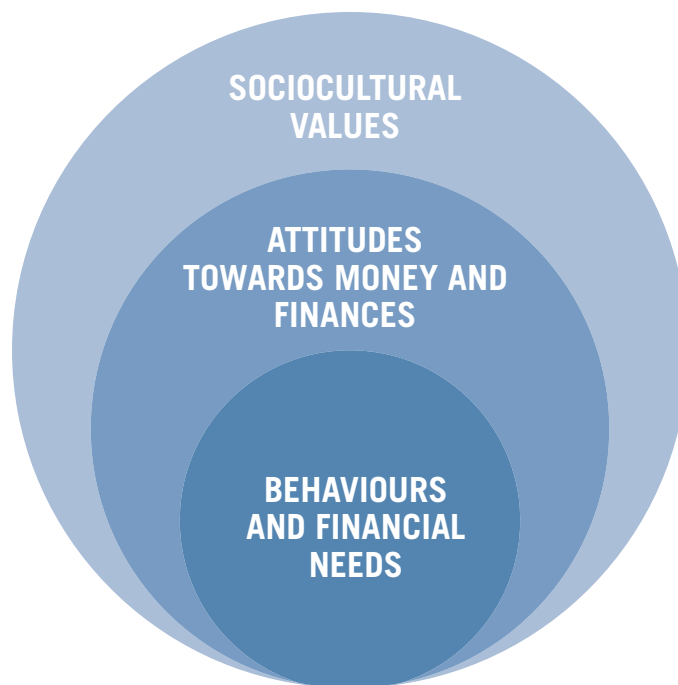 SOCIOCULTURAL
VALUES
ATTITUDES
TOWARDS MONEY AND
FINANCES
BEHAVIOURS
AND FINANCIAL
NEEDS